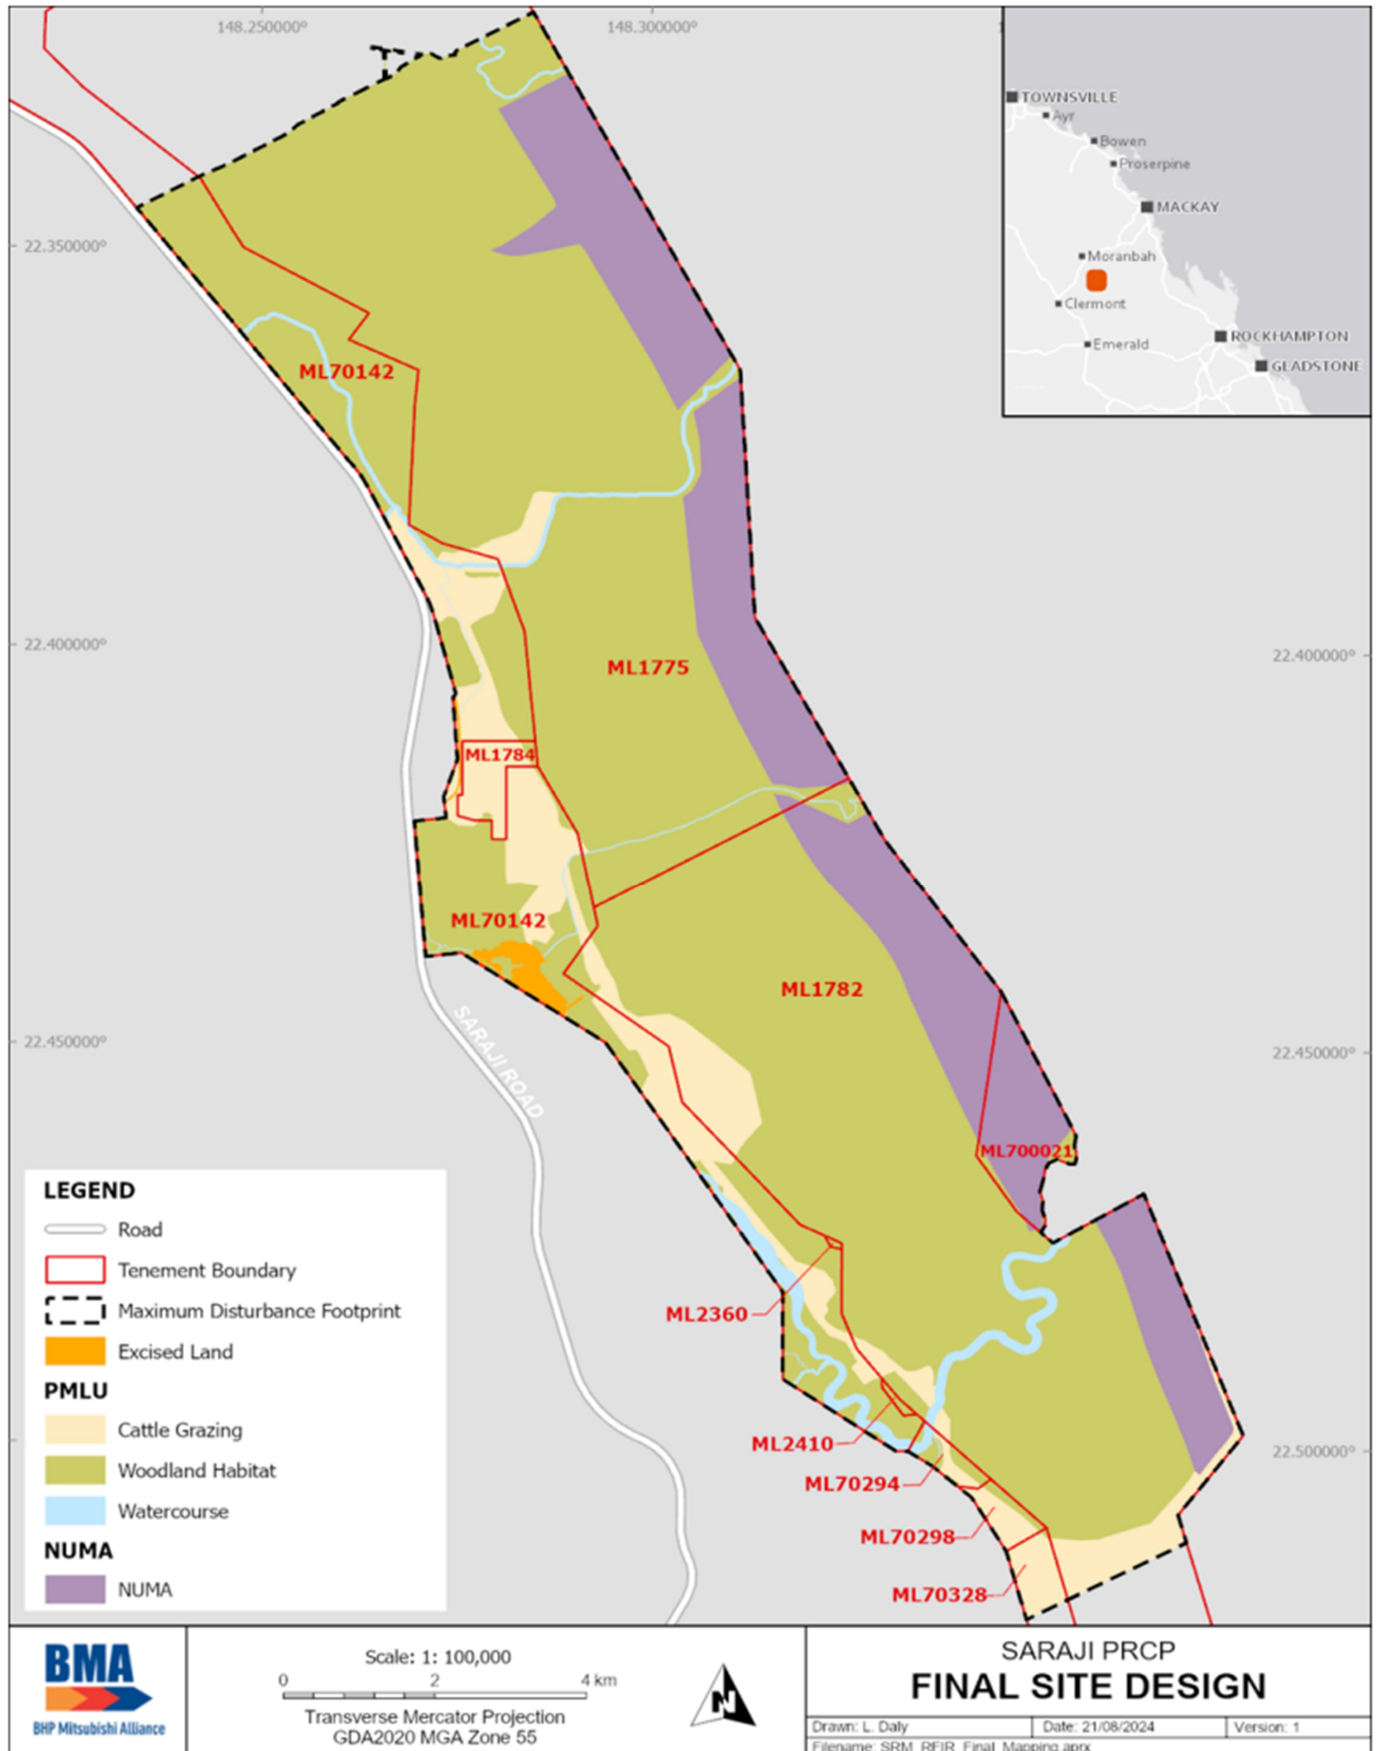 148.250000°
148.300000°
TOWNSVILLE
Ayr
Bowen
Proserpine
MACKAY
Moranbah
Clermont
Emerald
ROCKHAMPTON
GLADSTONE
22.350000°
ML70142
22.400000°
ML1775
22.400000°
ML1784
ML70142
ML1782
22.450000°
22.450000°
SARAJI ROAD
ML700021
ML2360
ML2410
22.500000°
ML70294
ML70298
ML70328
LEGEND
Road
Tenement Boundary
Maximum Disturbance Footprint
Excised Land
PMLU
Cattle Grazing
Woodland Habitat
Watercourse
NUMA
NUMA
BMA
BHP Mitsubishi Alliance
Scale: 1: 100,000
0 2 4 km
Transverse Mercator Projection
GDA2020 MGA Zone 55
N
SARAJI PRCP
FINAL SITE DESIGN
Drawn: L. Daly
Date: 21/08/2024
Version: 1
Filename: SRM_RFIR_Final_Mapping.aprx